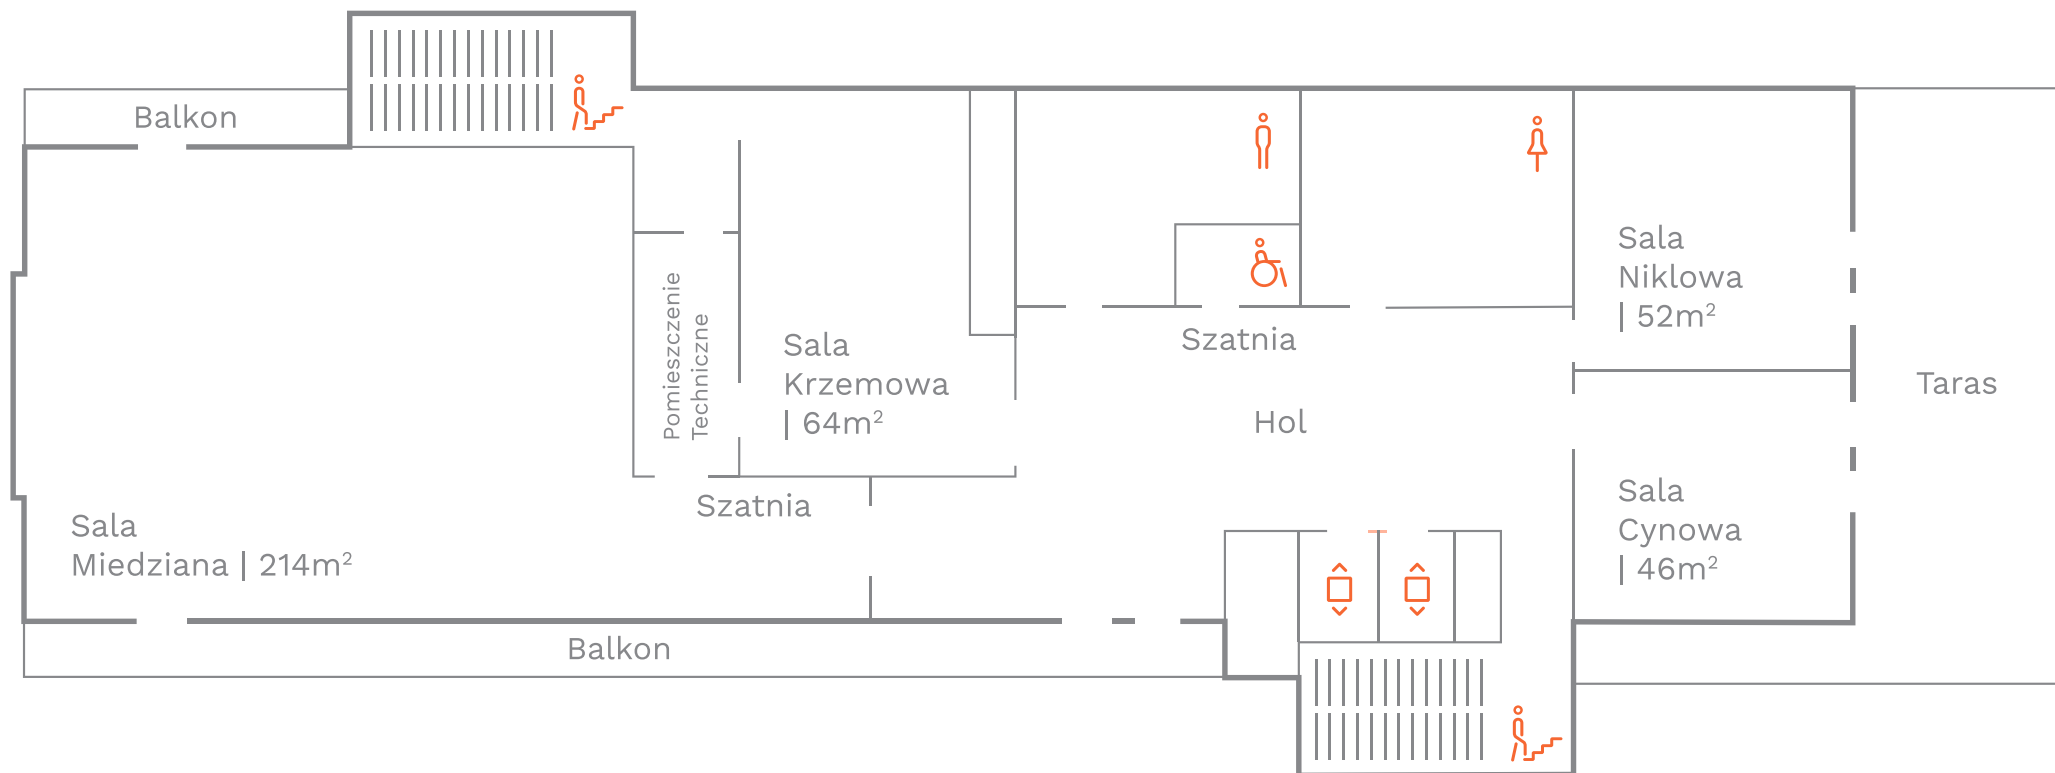 Balkon
Sala
Niklowa
| 52m²
Pomieszczenie
Techniczne
Sala
Krzemowa
| 64m²
Szatnia
Hol
Taras
Szatnia
Sala
Miedziana | 214m²
Sala
Cynowa
| 46m²
Balkon